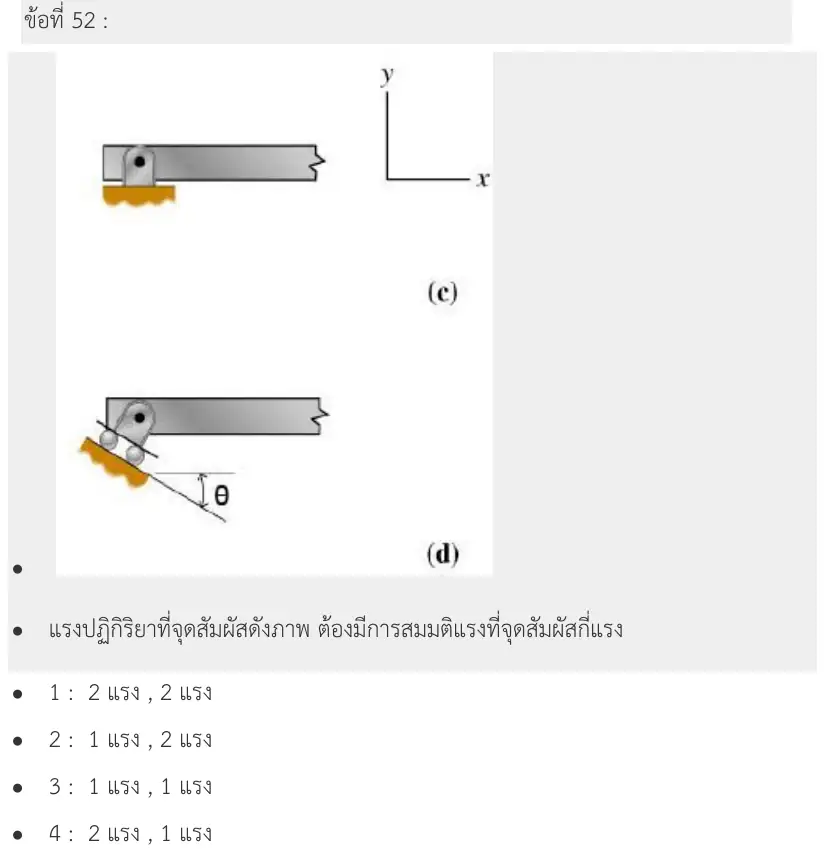 ข้อที่ 52 :
y
x
(c)
θ
(d)
แรงปฏิกิริยาที่จุดสัมผัสดังภาพ ต้องมีการสมมติแรงที่จุดสัมผัสกี่แรง
1 : 2 แรง , 2 แรง
2 : 1 แรง , 2 แรง
3 : 1 แรง , 1 แรง
4 : 2 แรง , 1 แรง